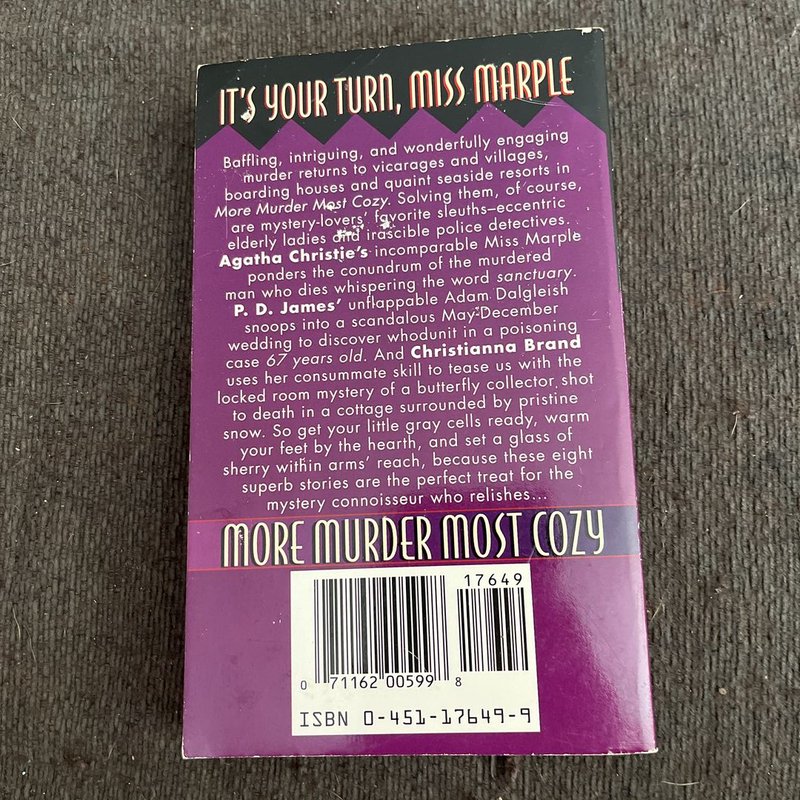 IT'S YOUR TURN, MISS MARPLE
Baffling, intriguing, and wonderfully engaging
murder returns to vicarages and villages,
boarding houses and quaint seaside resorts in
More Murder Most Cozy. Solving them, of course,
are mystery-lovers' favorite sleuths—eccentric
elderly ladies and irascible police detectives.
Agatha Christie's incomparable Miss Marple
ponders the conundrum of the murdered
man who dies whispering the word sanctuary.
P. D. James' unflappable Adam Dalgleish
snoops into a scandalous May-December
wedding to discover whodunit in a poisoning
case 67 years old. And Christianna Brand
uses her consummate skill to tease us with the
locked room mystery of a butterfly collector shot
to death in a cottage surrounded by pristine
snow. So get your little gray cells ready, warm
your feet by the hearth, and set a glass of
sherry within arms' reach, because these eight
superb stories are the perfect treat for the
mystery connoisseur who relishes...
MORE MURDER MOST COZY
17649
0 71162 00599 8
ISBN 0-451-17649-9